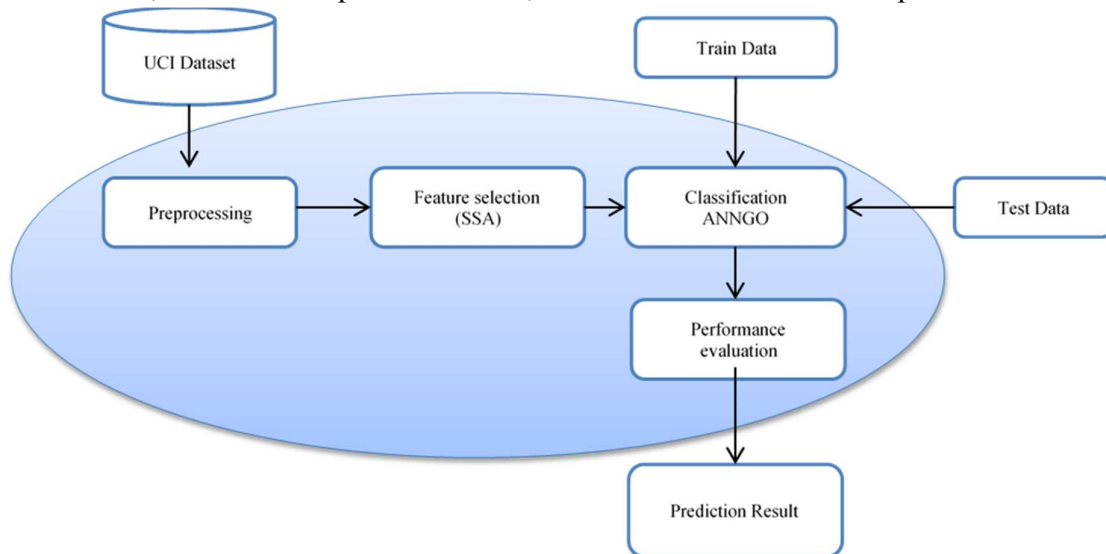 UCI Dataset
Train Data
Preprocessing
Feature selection
(SSA)
Classification
ANNGO
Test Data
Performance
evaluation
Prediction Result